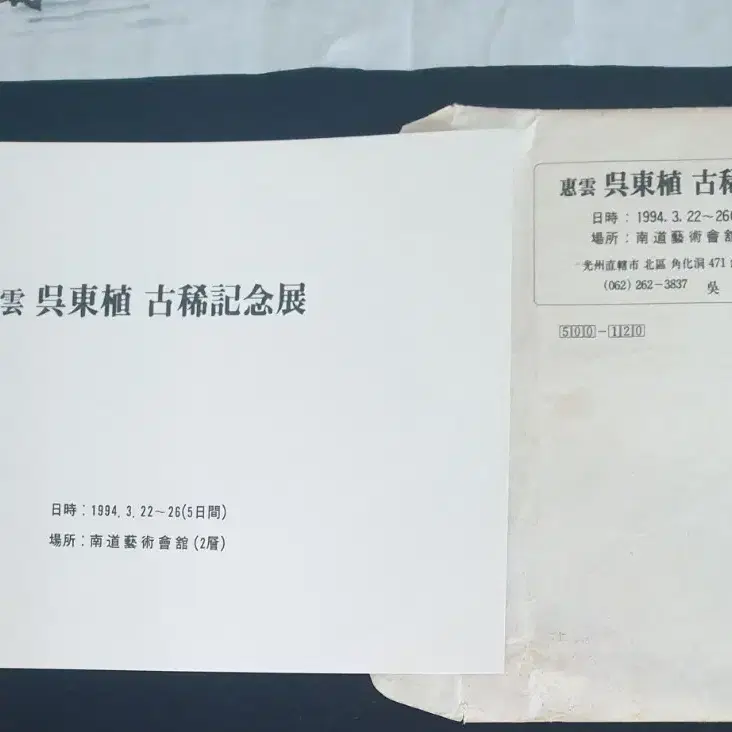 雲 呉東植 古稀記念展
日時 : 1994. 3. 22~26(5日間)
場所 : 南道藝術會館 (2層)
惠雲 呉東植 古稀
日時 : 1994. 3. 22~26(
場所 : 南道藝術會館
光州直轄市 北區 角化洞 471
(062) 262-3837 吳
500-120